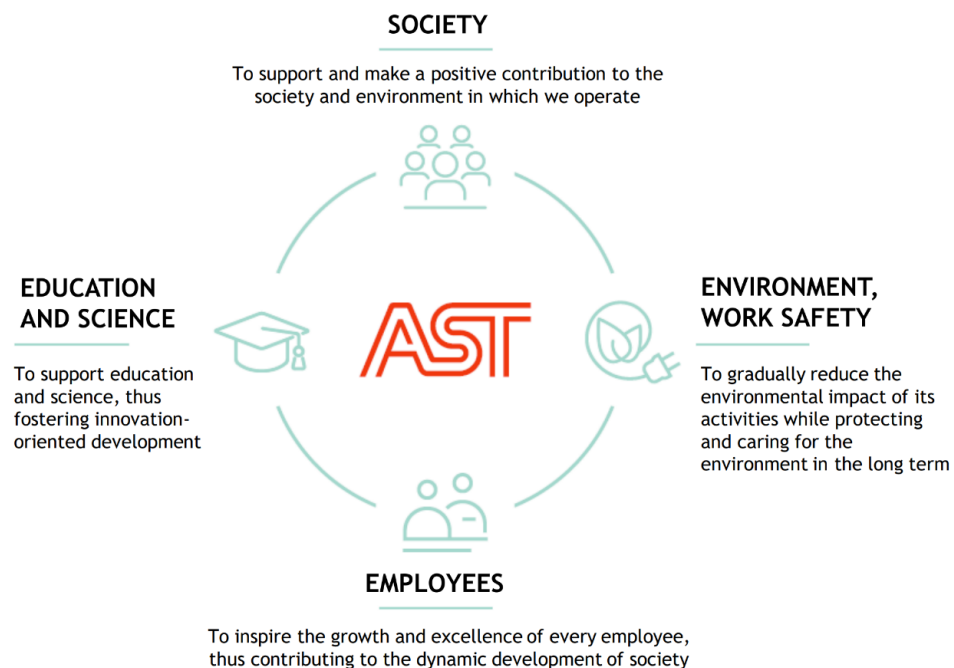 SOCIETY
To support and make a positive contribution to the
society and environment in which we operate
EDUCATION
AND SCIENCE
To support education
and science, thus
fostering innovation-
oriented development
AST
ENVIRONMENT,
WORK SAFETY
To gradually reduce the
environmental impact of its
activities while protecting
and caring for the
environment in the long term
EMPLOYEES
To inspire the growth and excellence of every employee,
thus contributing to the dynamic development of society